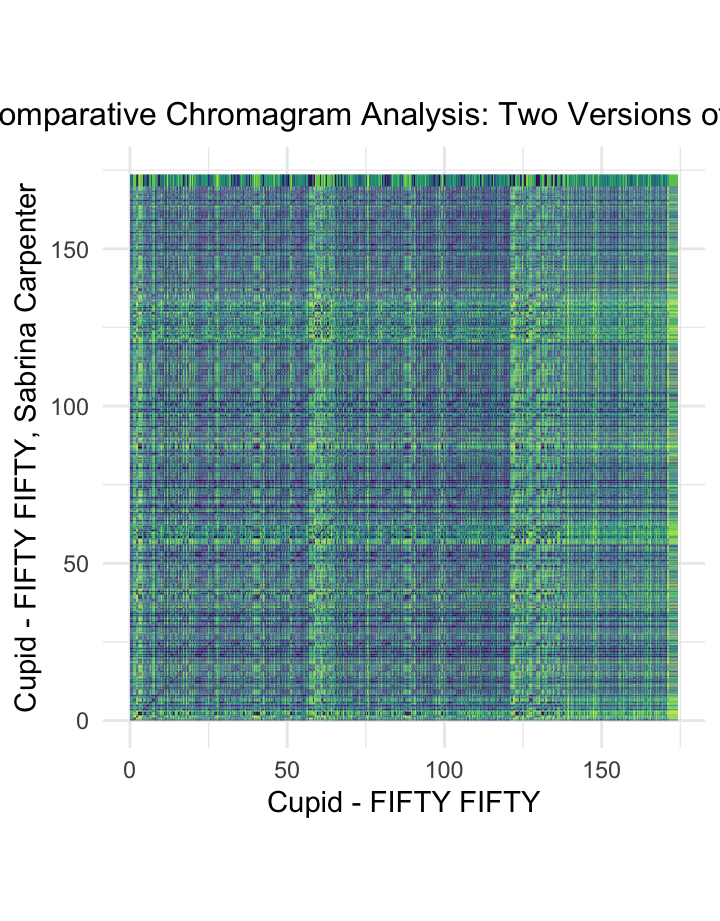 omparative Chromagram Analysis: Two Versions of
Cupid - FIFTY FIFTY, Sabrina Carpenter
150
100
50
0
0 50 100 150
Cupid - FIFTY FIFTY